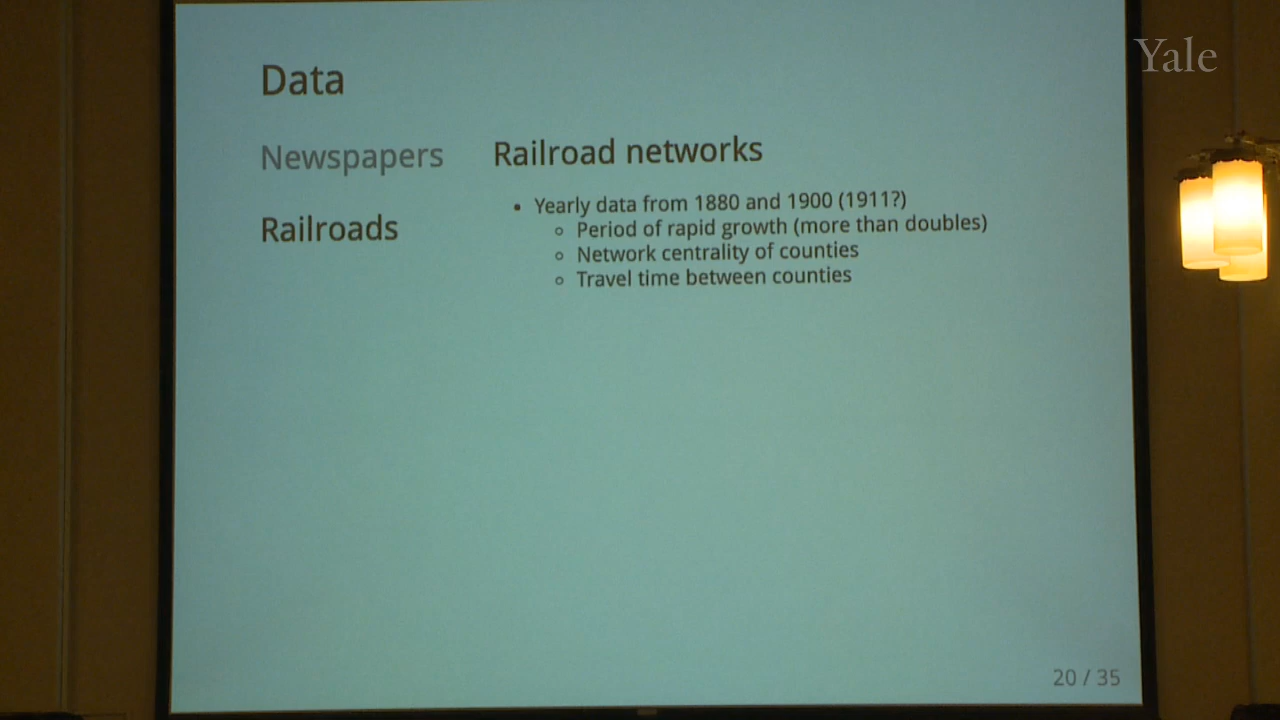 Yale
Data
Newspapers
Railroads
Railroad networks
• Yearly data from 1880 and 1900 (1911?)
◦ Period of rapid growth (more than doubles)
◦ Network centrality of counties
◦ Travel time between counties
20 / 35